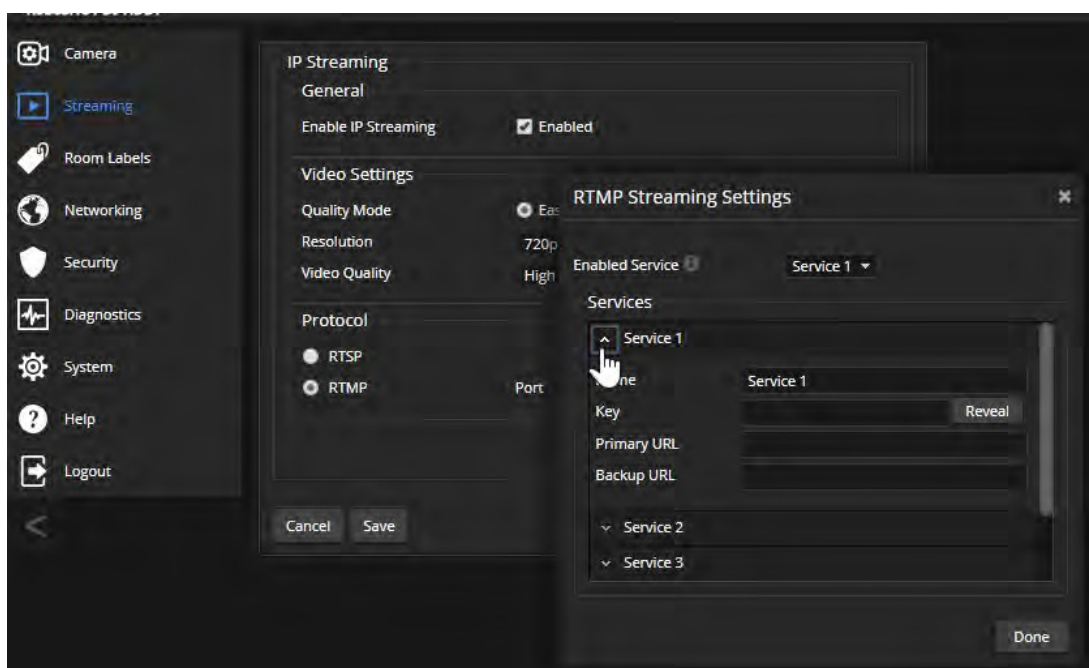 Camera
Streaming
Room Labels
Networking
Security
Diagnostics
System
Help
Logout
IP Streaming
General
Enable IP Streaming Enabled
Video Settings
Quality Mode
Resolution 720p
Video Quality High
Protocol
RTSP
RTMP Port
Cancel Save
RTMP Streaming Settings
Enabled Service Service 1
Services
Service 1
Service 1
Key Reveal
Primary URL
Backup URL
Service 2
Service 3
Done